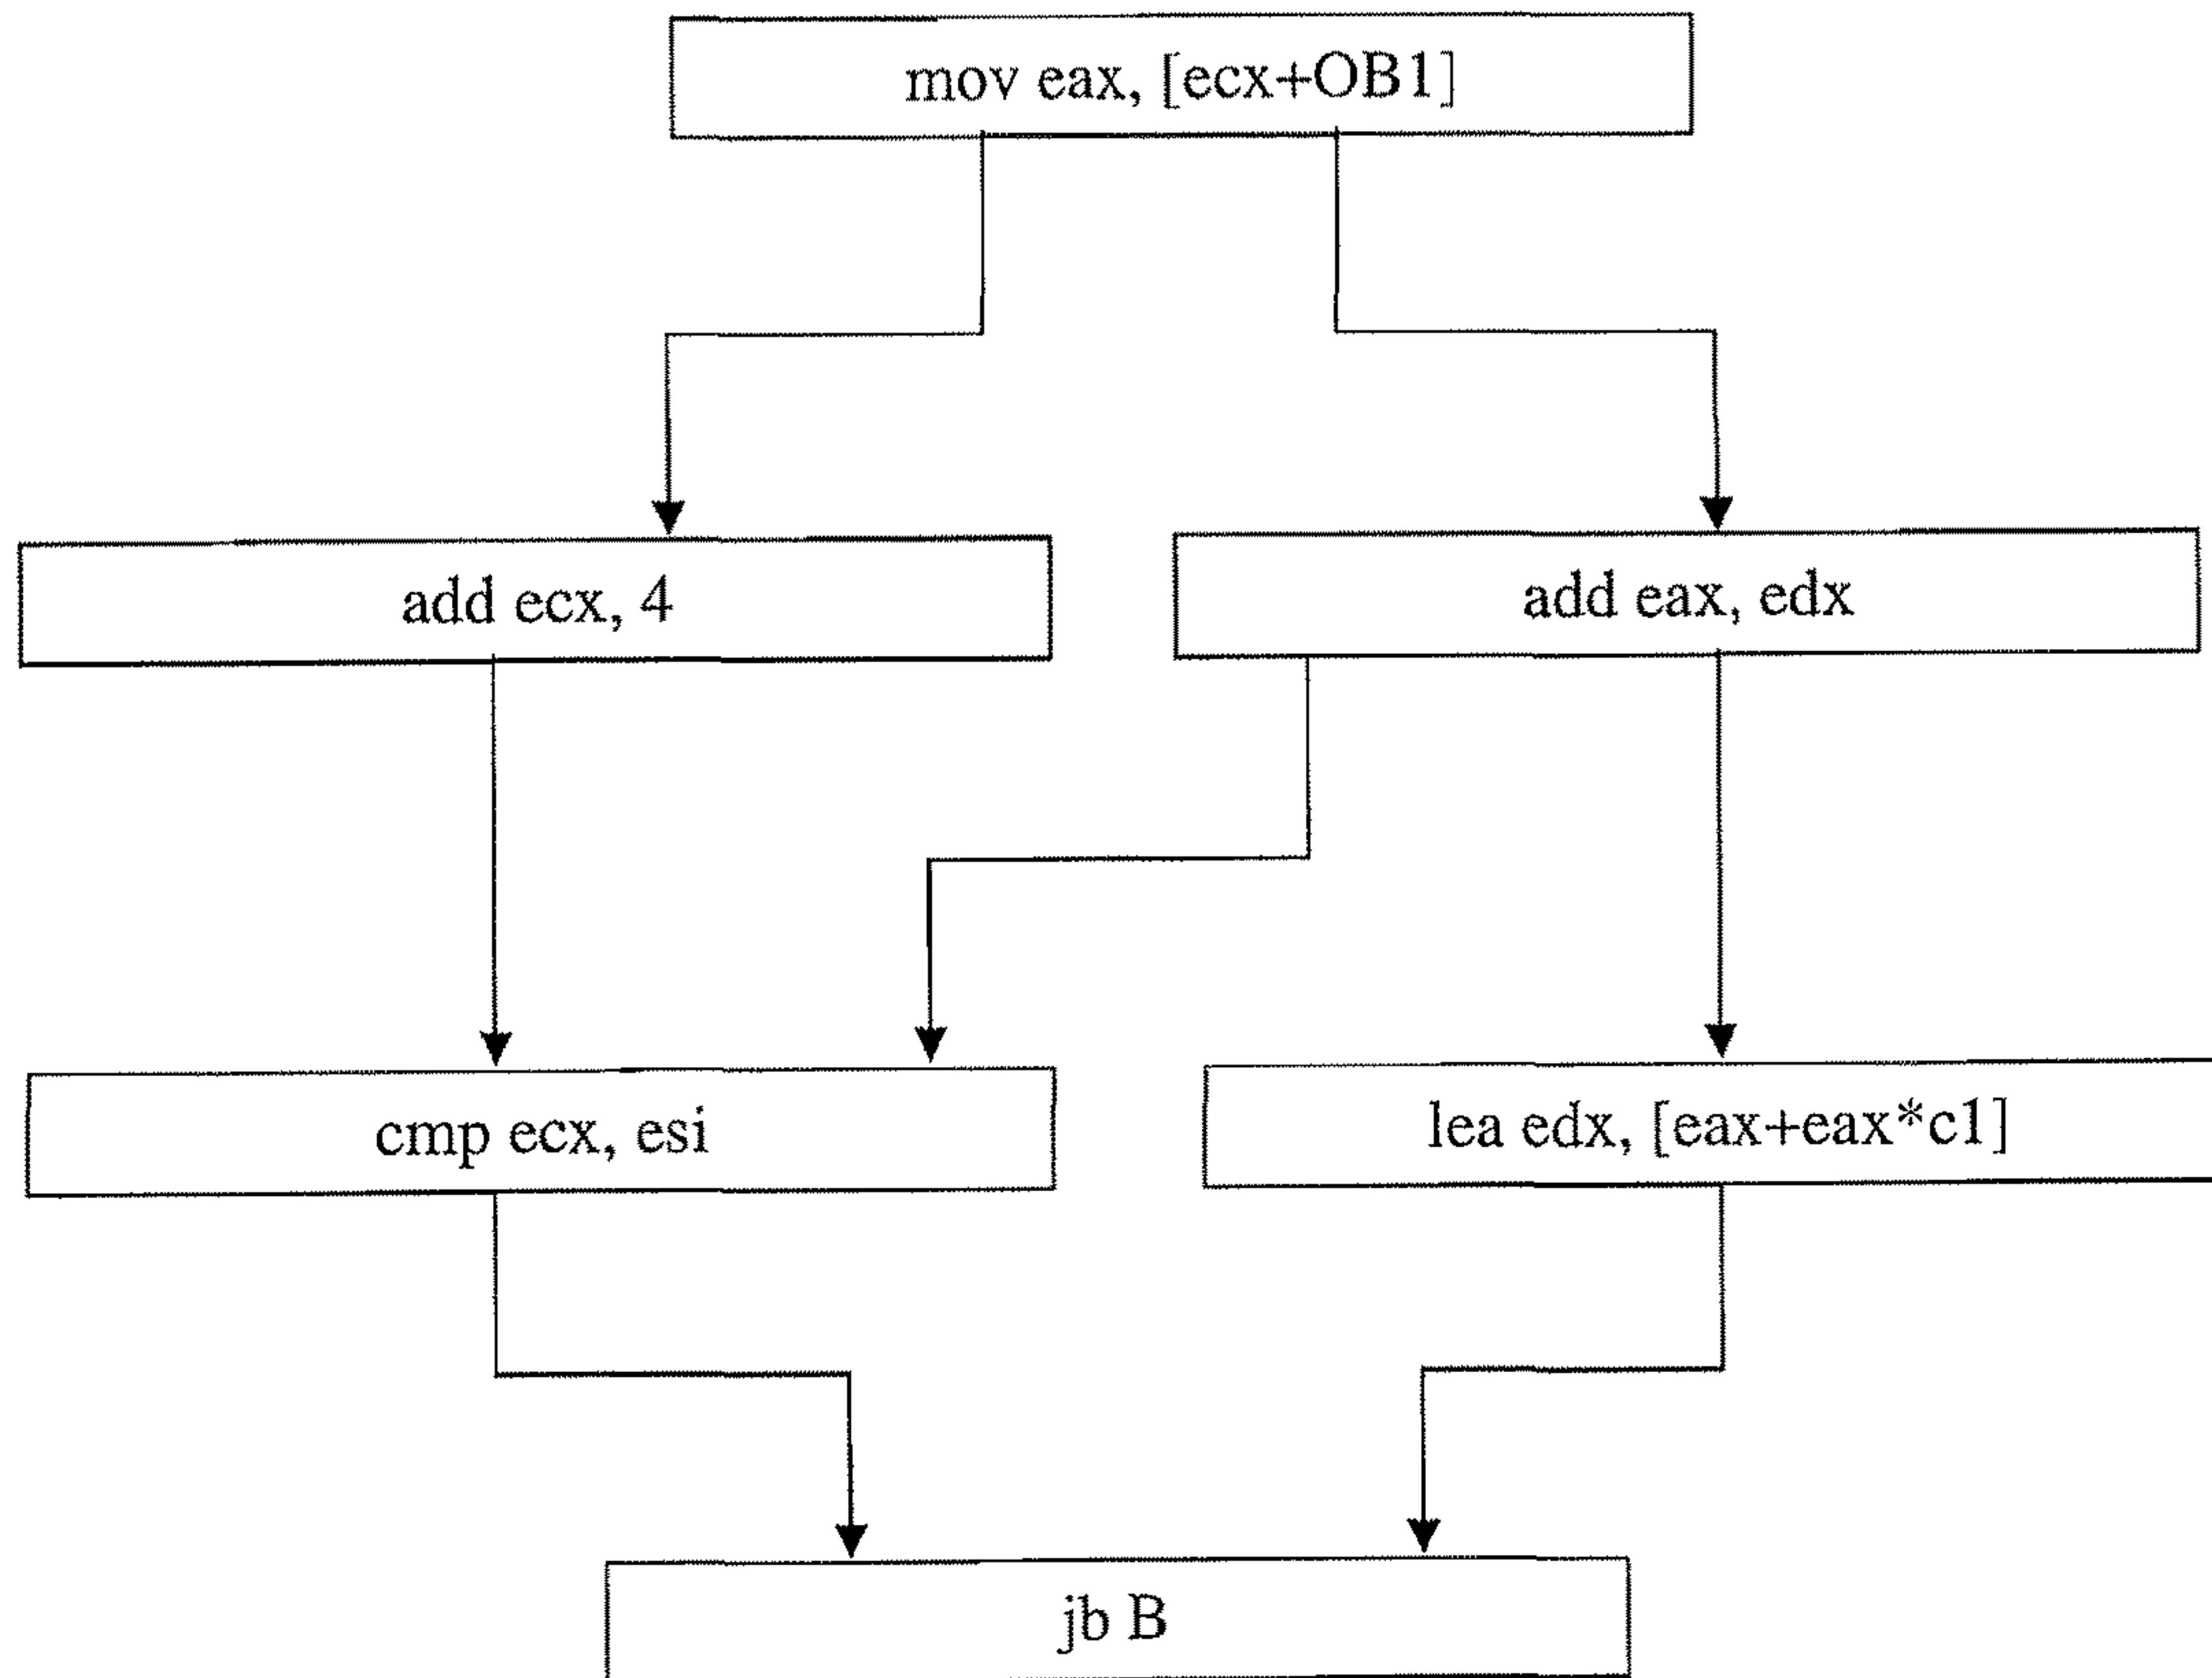 mov eax, [ecx+OB1]
add ecx, 4
add eax, edx
cmp ecx, esi
lea edx, [eax+eax*c1]
jb B